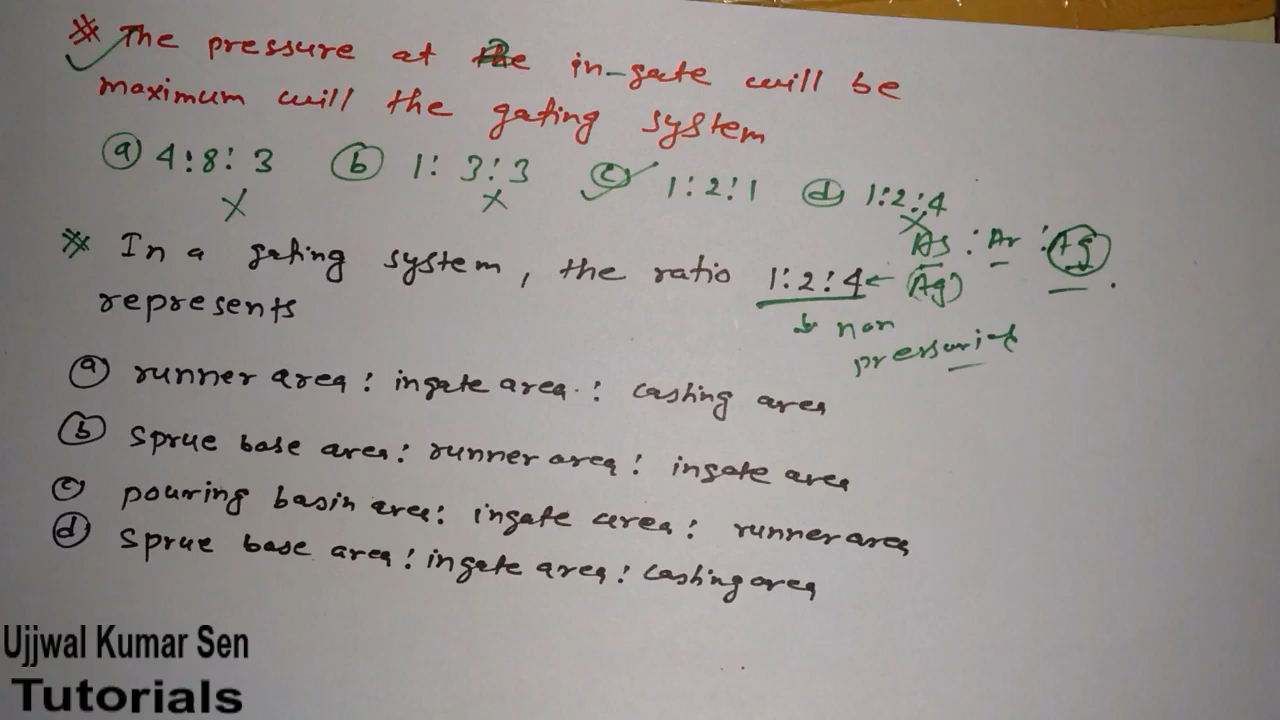 ※ The pressure at the in-gate will be
maximum will the gating system
ⓐ 4:8:3 ⓑ 1:3:3 ⓒ 1:2:1 ⓓ 1:2:4
As : Ar : Ag
※ In a gating system, the ratio 1:2:4 ← (Ag)
represents
↳ non
ⓐ runner area : ingate area : casting area
ⓑ sprue base area : runner area : ingate area
ⓒ pouring basin area : ingate area : runner area
ⓓ sprue base area : ingate area : casting area
Ujjwal Kumar Sen
Tutorials